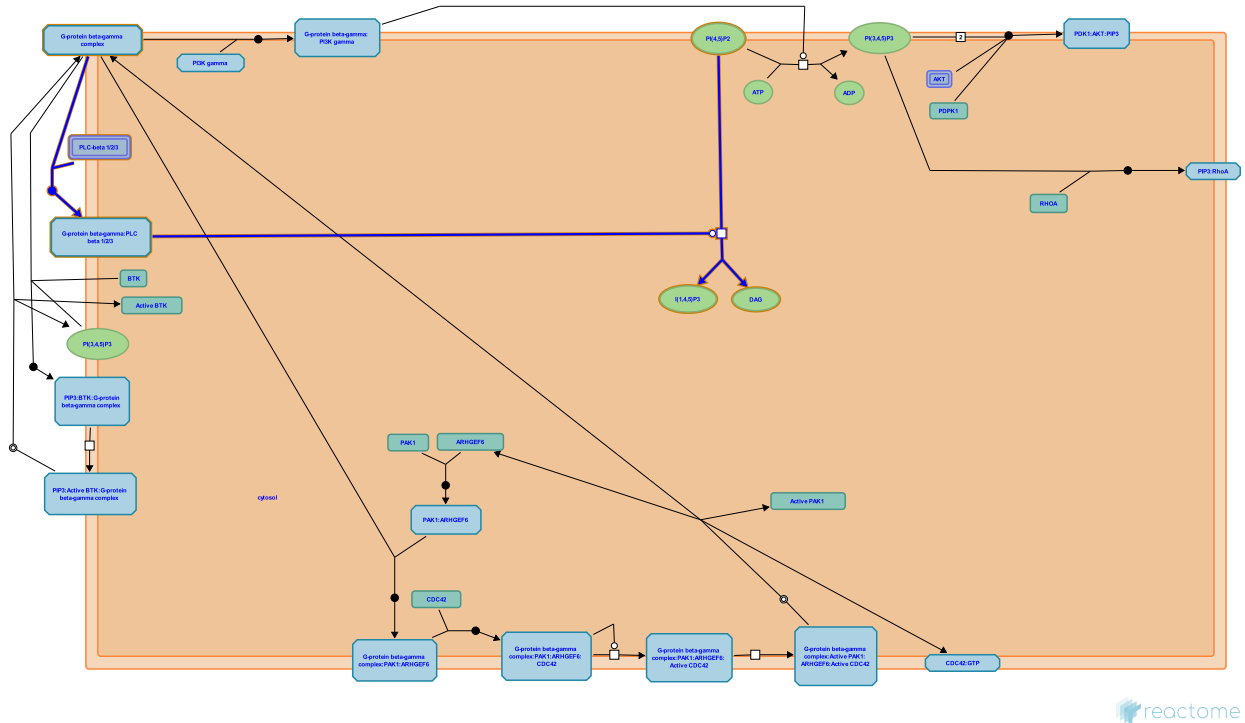 G-protein beta-gamma
complex
PI3K gamma
G-protein beta-gamma:
PI3K gamma
PI(4,5)P2
ATP
ADP
PI(3,4,5)P3
2
AKT
PDPK1
PDK1:AKT:PIP3
PLC-beta 1/2/3
RHOA
PIP3:RhoA
G-protein beta-gamma:PLC
beta 1/2/3
BTK
Active BTK
I(1,4,5)P3
DAG
PI(3,4,5)P3
PIP3:BTK:G-protein
beta-gamma complex
PAK1
ARHGEF6
PIP3:Active BTK:G-protein
beta-gamma complex
cytosol
Active PAK1
PAK1:ARHGEF6
CDC42
G-protein beta-gamma
complex:PAK1:ARHGEF6
G-protein beta-gamma
complex:PAK1:ARHGEF6:
CDC42
G-protein beta-gamma
complex:PAK1:ARHGEF6:
Active CDC42
G-protein beta-gamma
complex:Active PAK1:
ARHGEF6:Active CDC42
CDC42:GTP
reactome